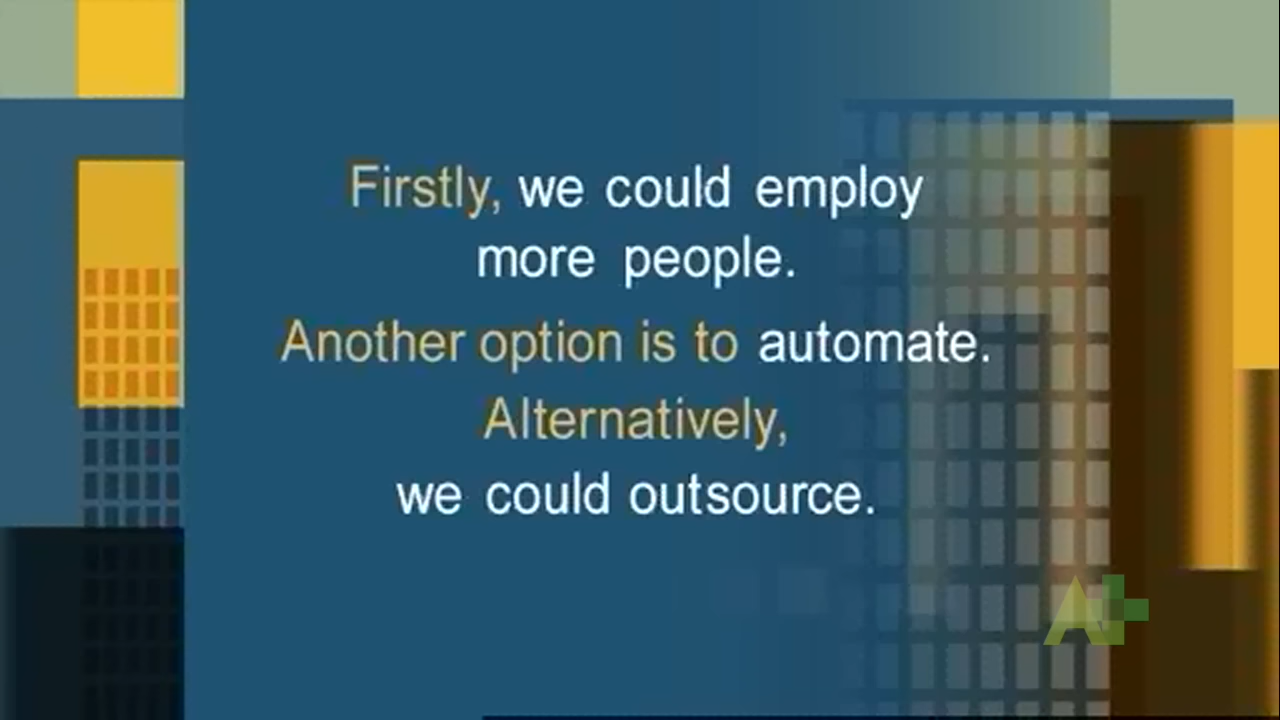 Firstly, we could employ
more people.
Another option is to automate.
Alternatively,
we could outsource.
A+